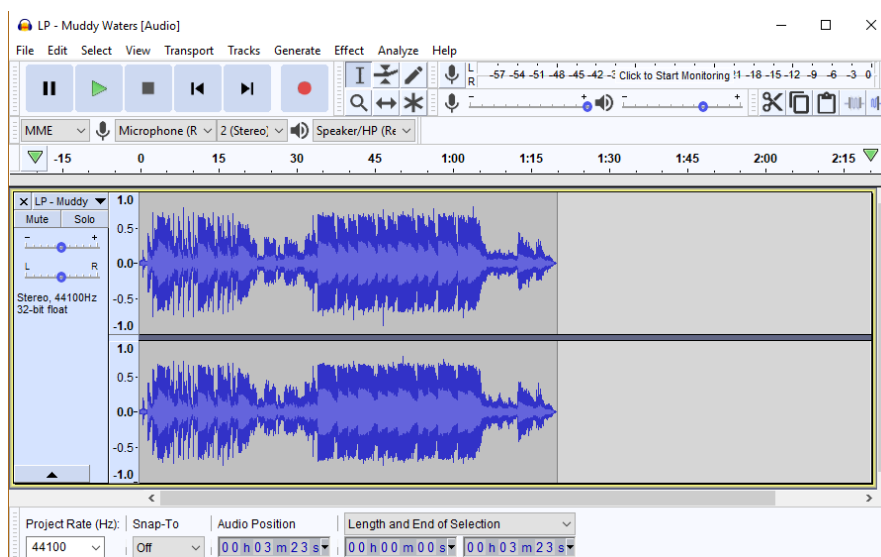 LP - Muddy Waters [Audio]
File Edit Select View Transport Tracks Generate Effect Analyze Help
L
R
-57 -54 -51 -48 -45 -42 -3 Click to Start Monitoring !1 -18 -15 -12 -9 -6 -3 0
- + - +
MME Microphone (R 2 (Stereo) Speaker/HP (Re
-15 0 15 30 45 1:00 1:15 1:30 1:45 2:00 2:15
X LP - Muddy 1.0
Mute Solo
- + 0.5-
L R 0.0-
Stereo, 44100Hz -0.5-
32-bit float
-1.0
1.0
0.5-
0.0-
-0.5-
-1.0
Project Rate (Hz): Snap-To Audio Position Length and End of Selection
44100 Off 00 h 03 m 23 s 00 h 00 m 00 s 00 h 03 m 23 s